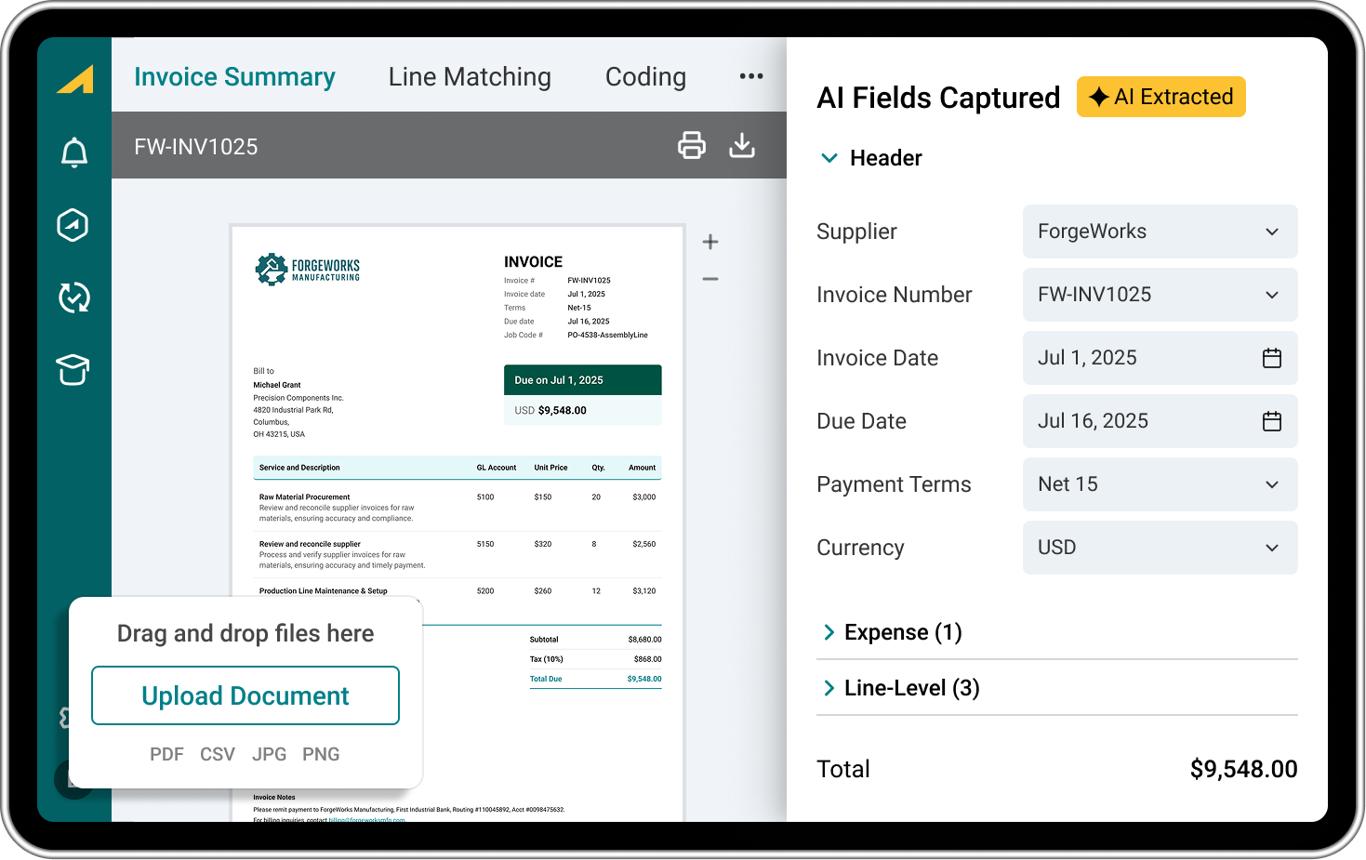 Invoice Summary
Line Matching
Coding
FW-INV1025
FORGEWORKS
MANUFACTURING
INVOICE
Invoice # FW-INV1025
Invoice date Jul 1, 2025
Terms Net-15
Due date Jul 16, 2025
Job Code # PO-4538-AssemblyLine
Bill to
Michael Grant
Precision Components Inc.
4820 Industrial Park Rd,
Columbus,
OH 43215, USA
Due on Jul 1, 2025
USD $9,548.00
Service and Description GL Account Unit Price Qty. Amount
Raw Material Procurement 5100 $150 20 $3,000
Review and reconcile supplier invoices for raw
materials, ensuring accuracy and compliance.
Review and reconcile supplier 5150 $320 8 $2,560
Process and verify supplier invoices for raw
materials, ensuring accuracy and timely payment.
Production Line Maintenance & Setup 5200 $260 12 $3,120
Subtotal $8,680.00
Tax (10%) $868.00
Total Due $9,548.00
Invoice Notes
Please remit payment to ForgeWorks Manufacturing, First Industrial Bank, Routing #110045892, Acct #0098475632.
For billing inquiries, contact billing@forgeworksmfg.com
Drag and drop files here
Upload Document
PDF CSV JPG PNG
AI Fields Captured
AI Extracted
Header
Supplier ForgeWorks
Invoice Number FW-INV1025
Invoice Date Jul 1, 2025
Due Date Jul 16, 2025
Payment Terms Net 15
Currency USD
Expense (1)
Line-Level (3)
Total $9,548.00